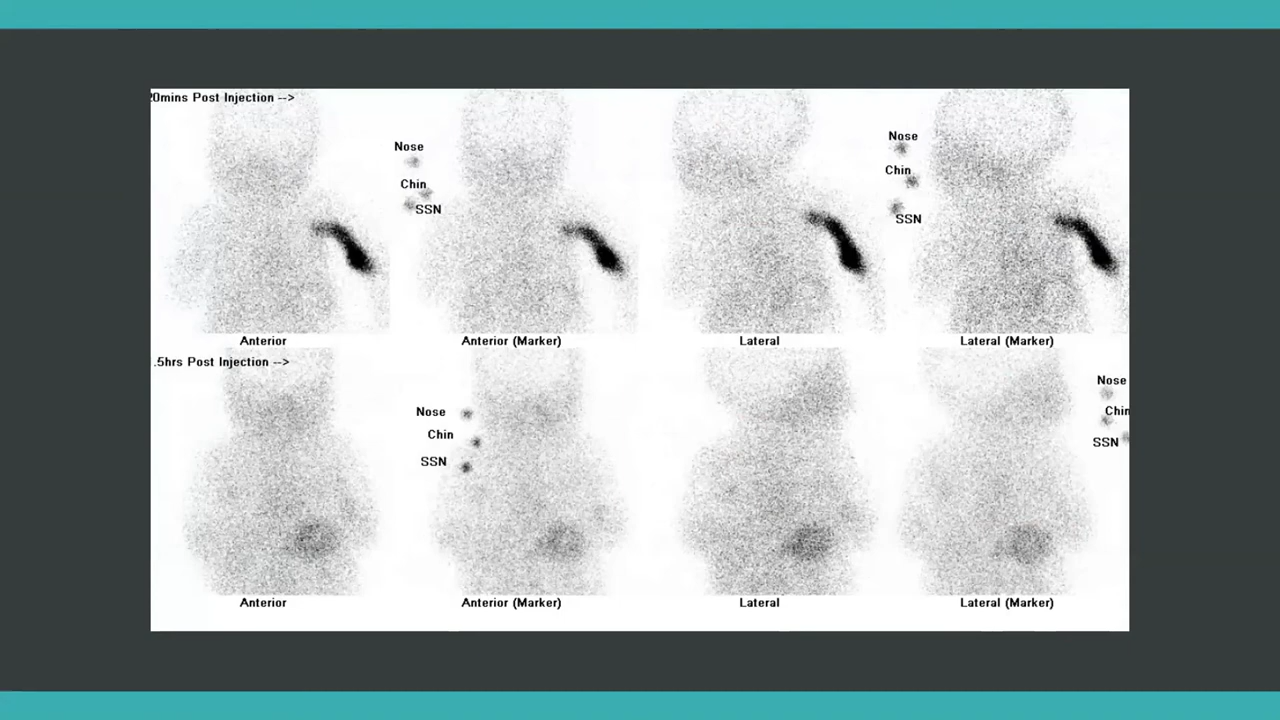 20mins Post Injection -->
Nose
Chin
SSN
Nose
Chin
SSN
Anterior
Anterior (Marker)
Lateral
Lateral (Marker)
.5hrs Post Injection -->
Nose
Chin
SSN
Nose
Chin
SSN
Anterior
Anterior (Marker)
Lateral
Lateral (Marker)